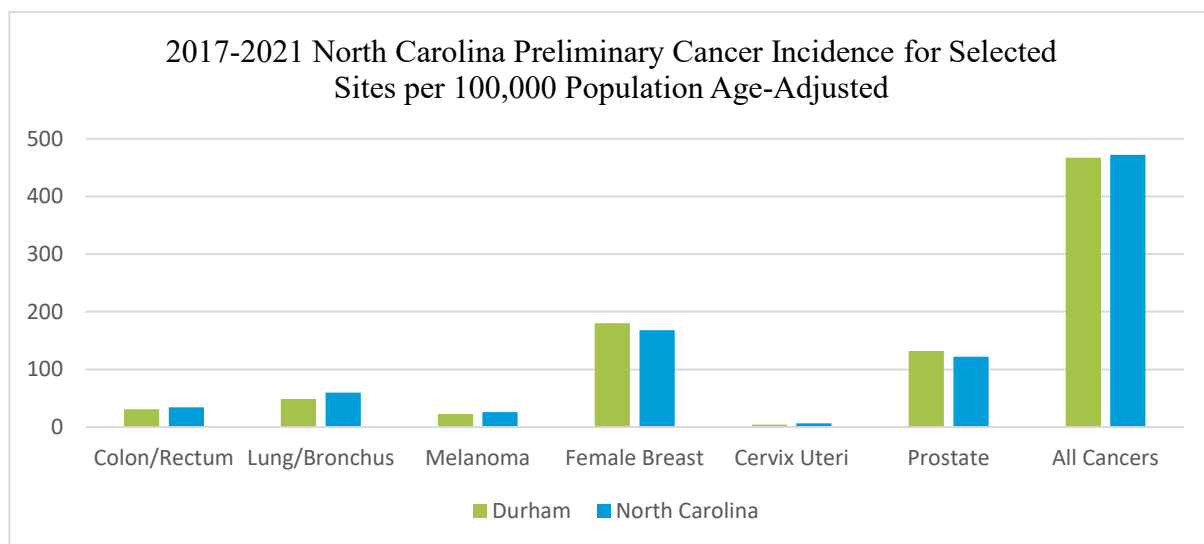 2017-2021 North Carolina Preliminary Cancer Incidence for Selected
Sites per 100,000 Population Age-Adjusted
500
400
300
200
100
0
Colon/Rectum Lung/Bronchus Melanoma Female Breast Cervix Uteri Prostate All Cancers
Durham North Carolina